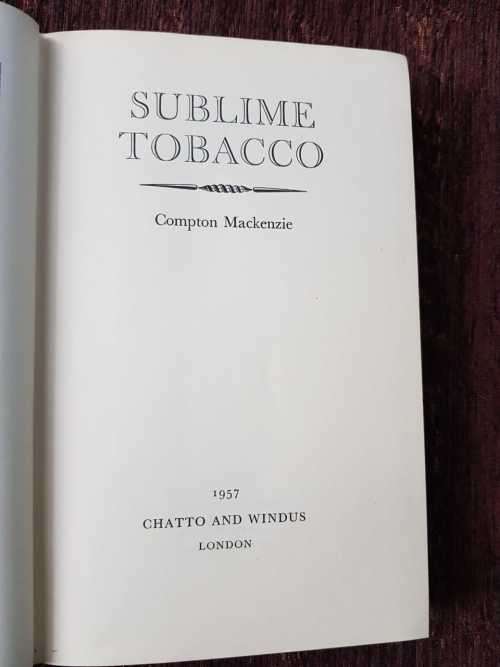 SUBLIME
TOBACCO
Compton Mackenzie
1957
CHATTO AND WINDUS
LONDON